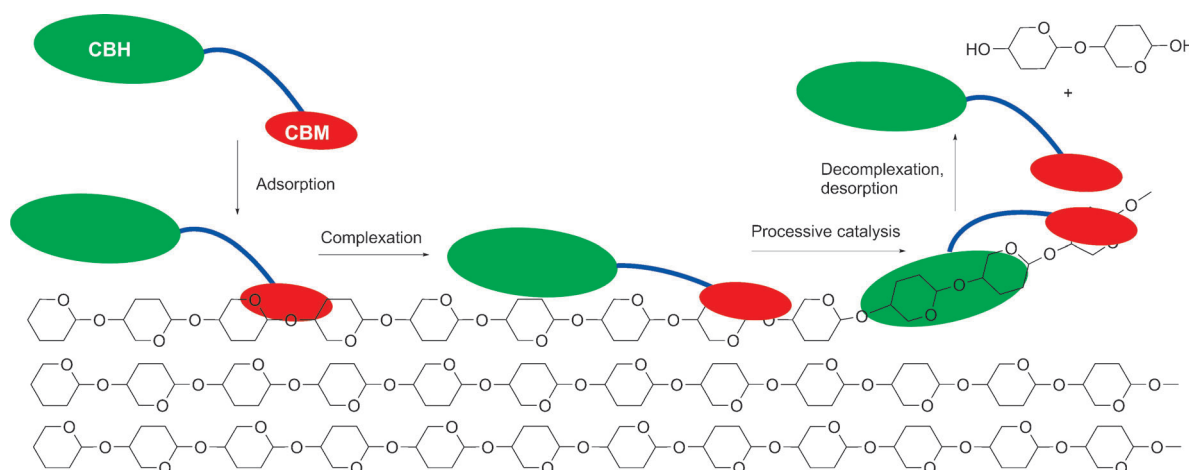 O
HO
O
OH
O
+
CBH
CBM
Adsorption
Complexation
Processive catalysis
Decomplexation,
desorption
O
O
O O
O
O
O O O O O
O O O O O O O O O
O O O O
O O O O O O
O O O O O O O O O O O O
O O O O O O
O O O O O O
O O O O O O O O O O O O
O O O O O O